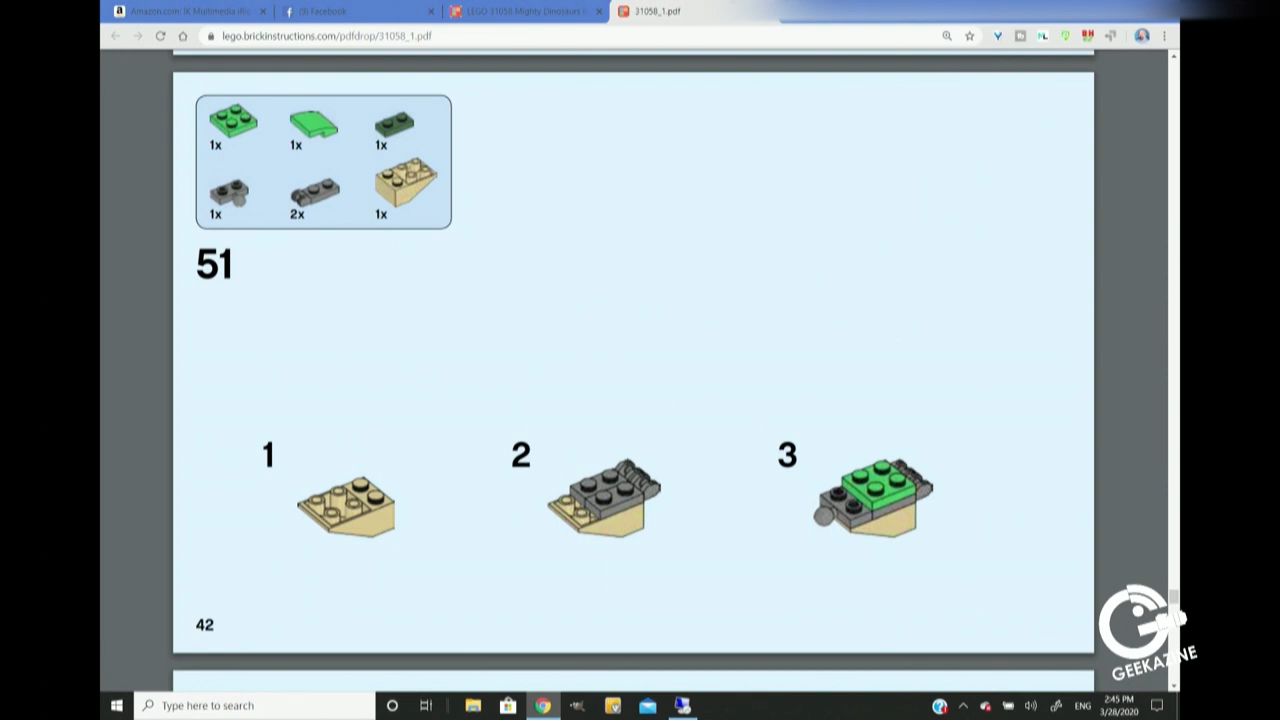 Amazon.com: IK Multimedia iRic
(9) Facebook
LEGO 31058 Mighty Dinosaurs
31058_1.pdf
lego.brickinstructions.com/pdfdrop/31058_1.pdf
1x 1x 1x
1x 2x 1x
51
1 2 3
42
GEEKAZINE
Type here to search
ENG
2:45 PM
3/28/2020